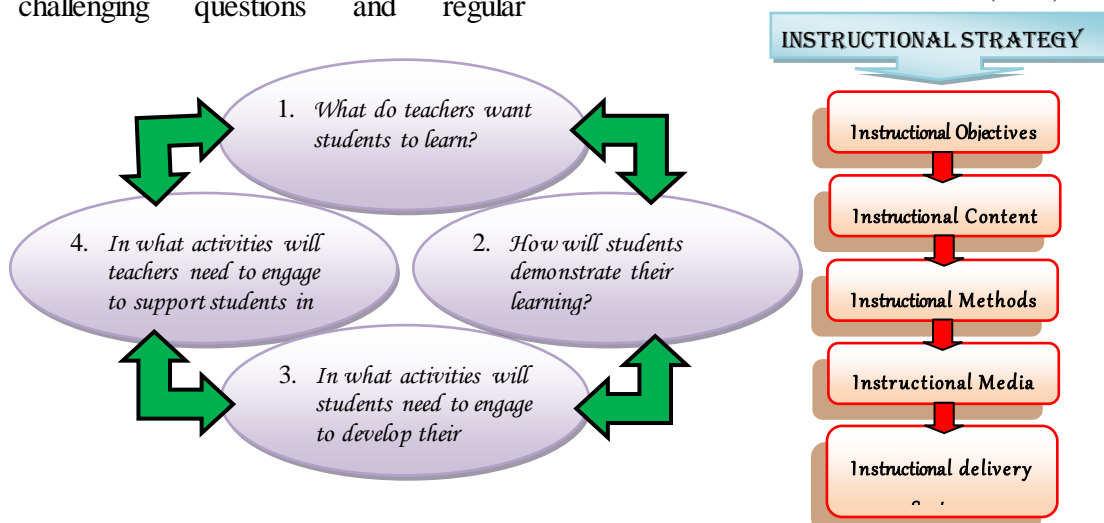 challenging questions and regular
INSTRUCTIONAL STRATEGY
1. What do teachers want
students to learn?
2. How will students
demonstrate their
learning?
3. In what activities will
students need to engage
to develop their
4. In what activities will
teachers need to engage
to support students in
Instructional Objectives
Instructional Content
Instructional Methods
Instructional Media
Instructional delivery